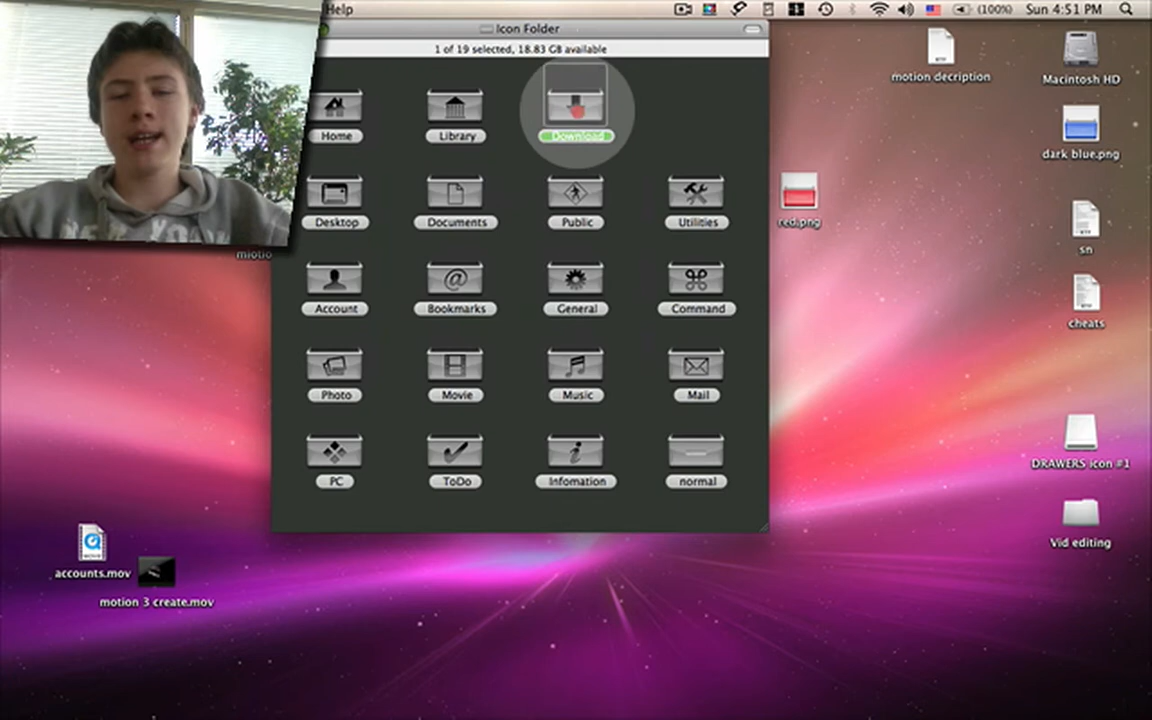 Help
Sun 4:51 PM
(100%)
Icon Folder
1 of 19 selected, 18.83 GB available
Home
Library
Download
Desktop
Documents
Public
Utilities
Account
Bookmarks
General
Command
Photo
Movie
Music
Mail
PC
ToDo
Infomation
normal
motion decription
Macintosh HD
dark blue.png
red.png
sn
cheats
DRAWERS icon #1
Vid editing
accounts.mov
motion 3 create.mov
NEW YORK